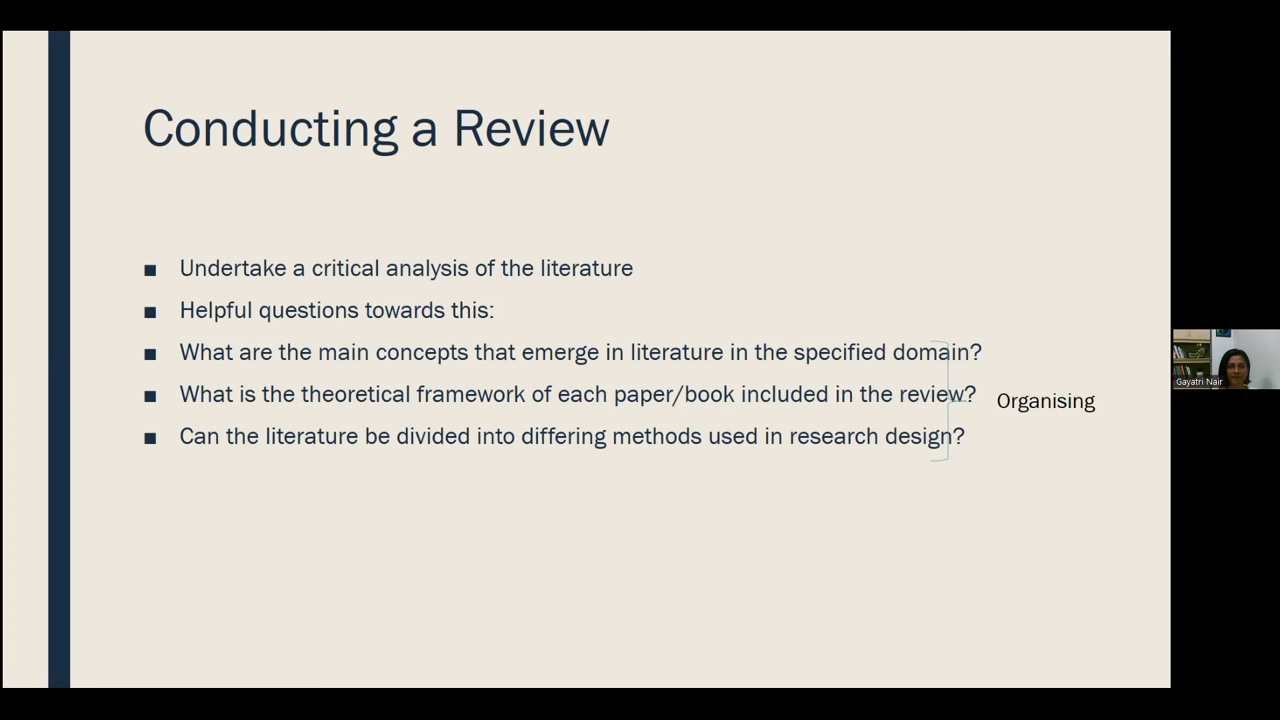 Conducting a Review
■ Undertake a critical analysis of the literature
■ Helpful questions towards this:
■ What are the main concepts that emerge in literature in the specified domain?
■ What is the theoretical framework of each paper/book included in the review?
■ Can the literature be divided into differing methods used in research design?
Organising
Gayatri Nair